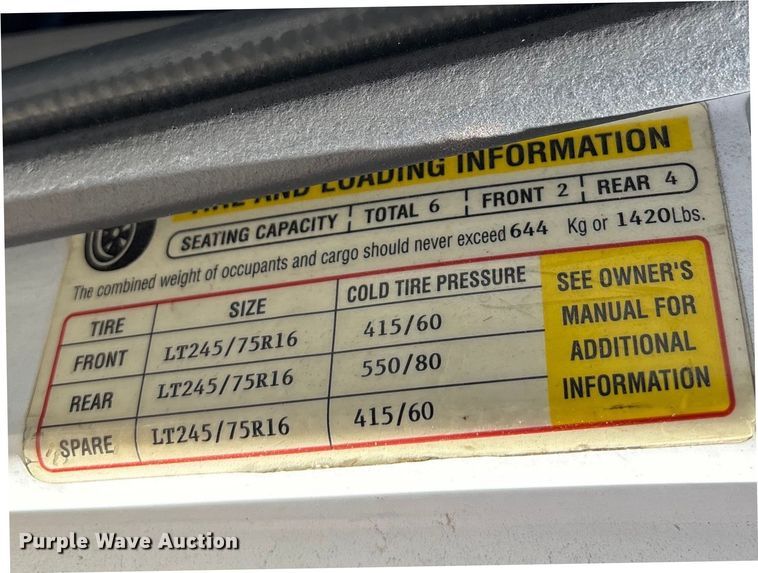 TIRE AND LOADING INFORMATION
SEATING CAPACITY TOTAL 6 FRONT 2 REAR 4
The combined weight of occupants and cargo should never exceed 644 Kg or 1420Lbs.
TIRE SIZE COLD TIRE PRESSURE
FRONT LT245/75R16 415/60
REAR LT245/75R16 550/80
SPARE LT245/75R16 415/60
SEE OWNER'S
MANUAL FOR
ADDITIONAL
INFORMATION
Purple Wave Auction